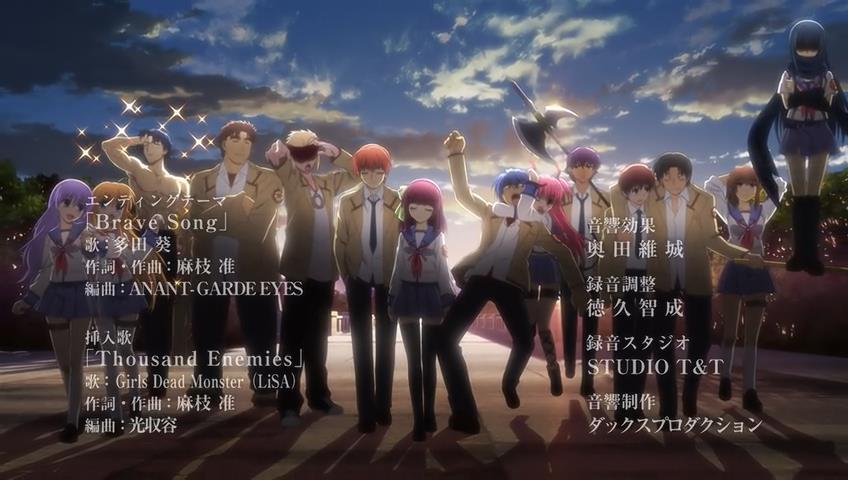 エンディングテーマ
「Brave Song」
歌：多田 葵
作詞・作曲：麻枝 准
編曲：ANANT-GARDE EYES
挿入歌
「Thousand Enemies」
歌：Girls Dead Monster（LiSA）
作詞・作曲：麻枝 准
編曲：光収容
音響効果
奥田維城
録音調整
徳久智成
録音スタジオ
STUDIO T&T
音響制作
ダックスプロダクション